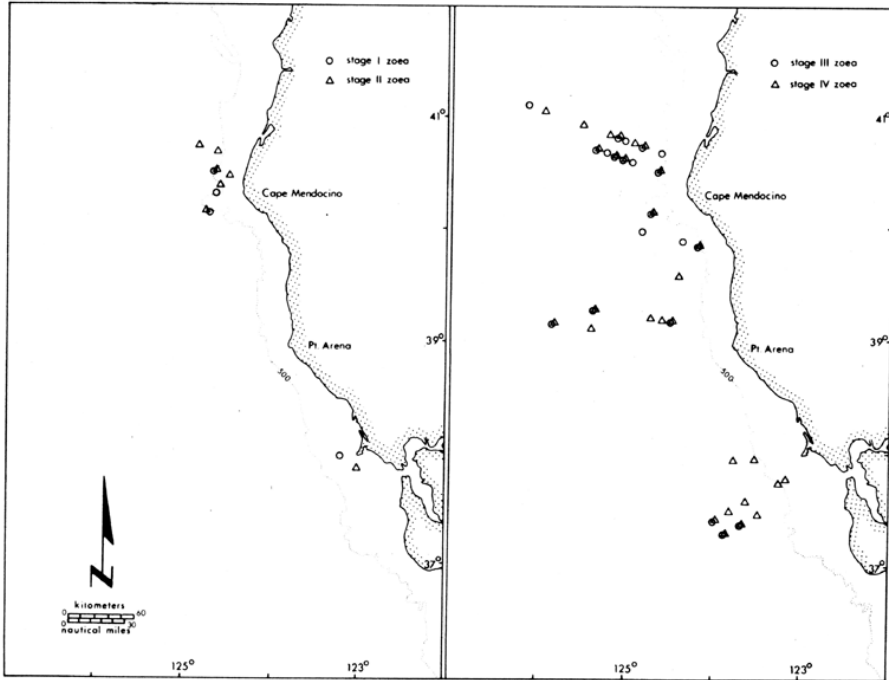 ○ stage I zoea
△ stage II zoea
41°
Cape Mendocino
39°
Pt. Arena
500
37°
N
kilometers
0 60
0 30
nautical miles
125° 123°
○ stage III zoea
△ stage IV zoea
41°
Cape Mendocino
39°
Pt. Arena
500
37°
125° 123°